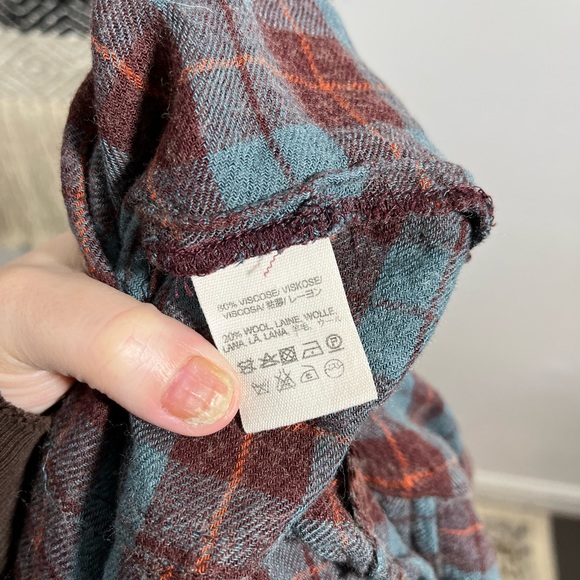 80% VISCOSE/ VISKOSE/
VISCOSA/ 粘胶/ レーヨン
20% WOOL, LAINE, WOLLE,
LANA, LÃ, LANA, 羊毛, ウール